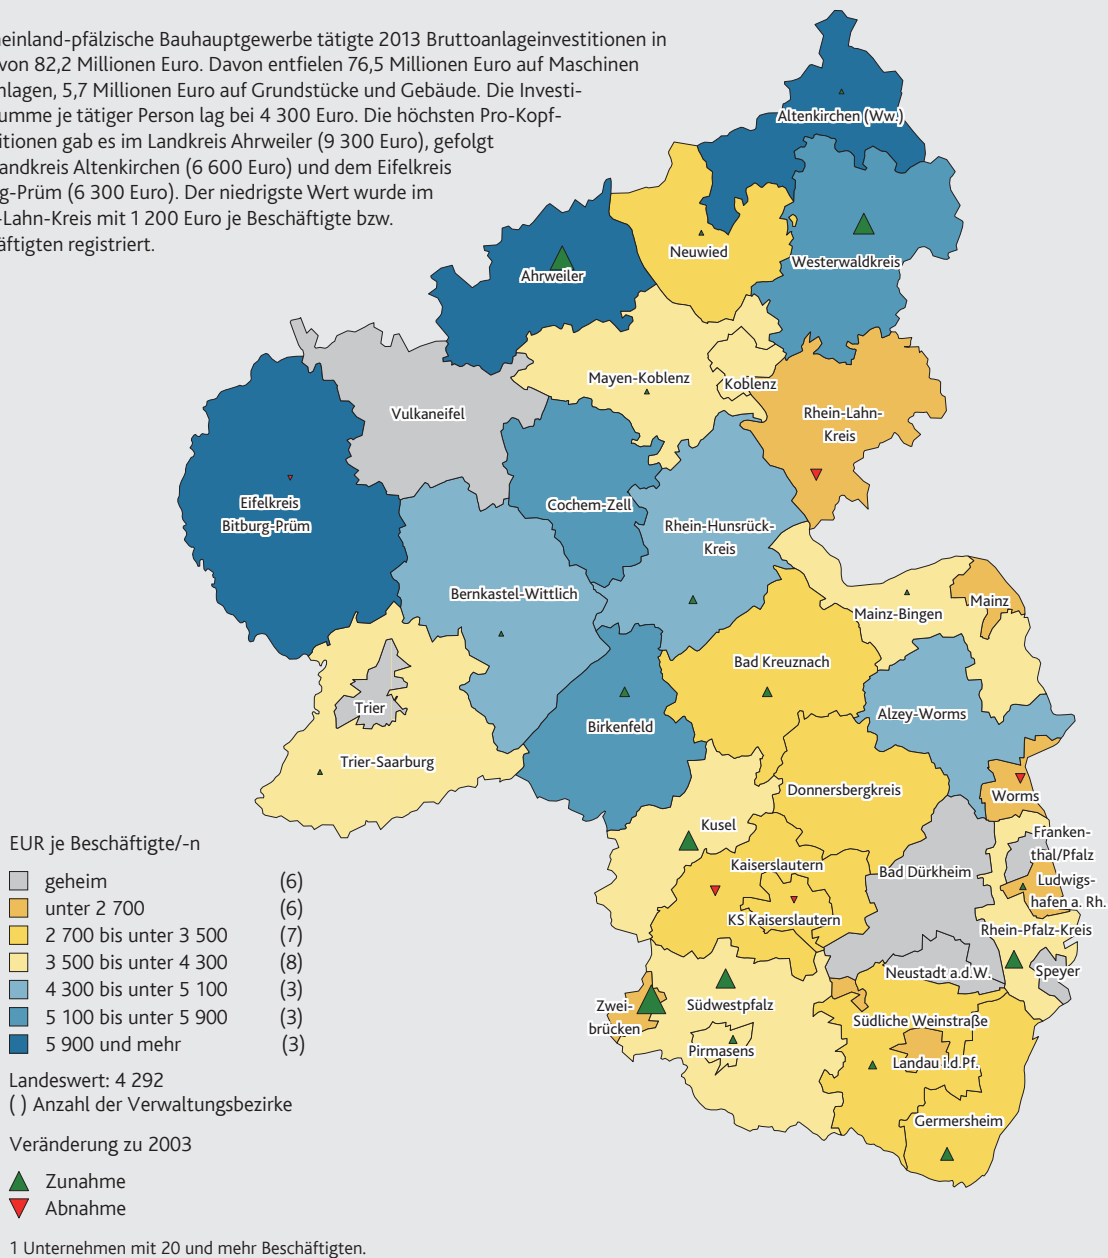 einland-pfälzische Bauhauptgewerbe tätigte 2013 Bruttoanlageinvestitionen in
von 82,2 Millionen Euro. Davon entfielen 76,5 Millionen Euro auf Maschinen
nlagen, 5,7 Millionen Euro auf Grundstücke und Gebäude. Die Investi-
umme je tätiger Person lag bei 4 300 Euro. Die höchsten Pro-Kopf-
itionen gab es im Landkreis Ahrweiler (9 300 Euro), gefolgt
andkreis Altenkirchen (6 600 Euro) und dem Eifelkreis
g-Prüm (6 300 Euro). Der niedrigste Wert wurde im
-Lahn-Kreis mit 1 200 Euro je Beschäftigte bzw.
äftigten registriert.
Altenkirchen (Ww.)
Neuwied
Westerwaldkreis
Ahrweiler
Mayen-Koblenz
Koblenz
Vulkaneifel
Rhein-Lahn-
Kreis
Eifelkreis
Bitburg-Prüm
Cochem-Zell
Rhein-Hunsrück-
Kreis
Bernkastel-Wittlich
Mainz-Bingen
Mainz
Bad Kreuznach
Trier
Birkenfeld
Alzey-Worms
Trier-Saarburg
Donnersbergkreis
Worms
Kusel
Franken-
thal/Pfalz
Kaiserslautern
Bad Dürkheim
Ludwigs-
hafen a. Rh.
KS Kaiserslautern
Rhein-Pfalz-Kreis
Neustadt a.d.W.
Speyer
Zwei-
brücken
Südwestpfalz
Südliche Weinstraße
Pirmasens
Landau i.d.Pf.
Germersheim
EUR je Beschäftigte/-n
geheim (6)
unter 2 700 (6)
2 700 bis unter 3 500 (7)
3 500 bis unter 4 300 (8)
4 300 bis unter 5 100 (3)
5 100 bis unter 5 900 (3)
5 900 und mehr (3)
Landeswert: 4 292
( ) Anzahl der Verwaltungsbezirke
Veränderung zu 2003
Zunahme
Abnahme
1 Unternehmen mit 20 und mehr Beschäftigten.